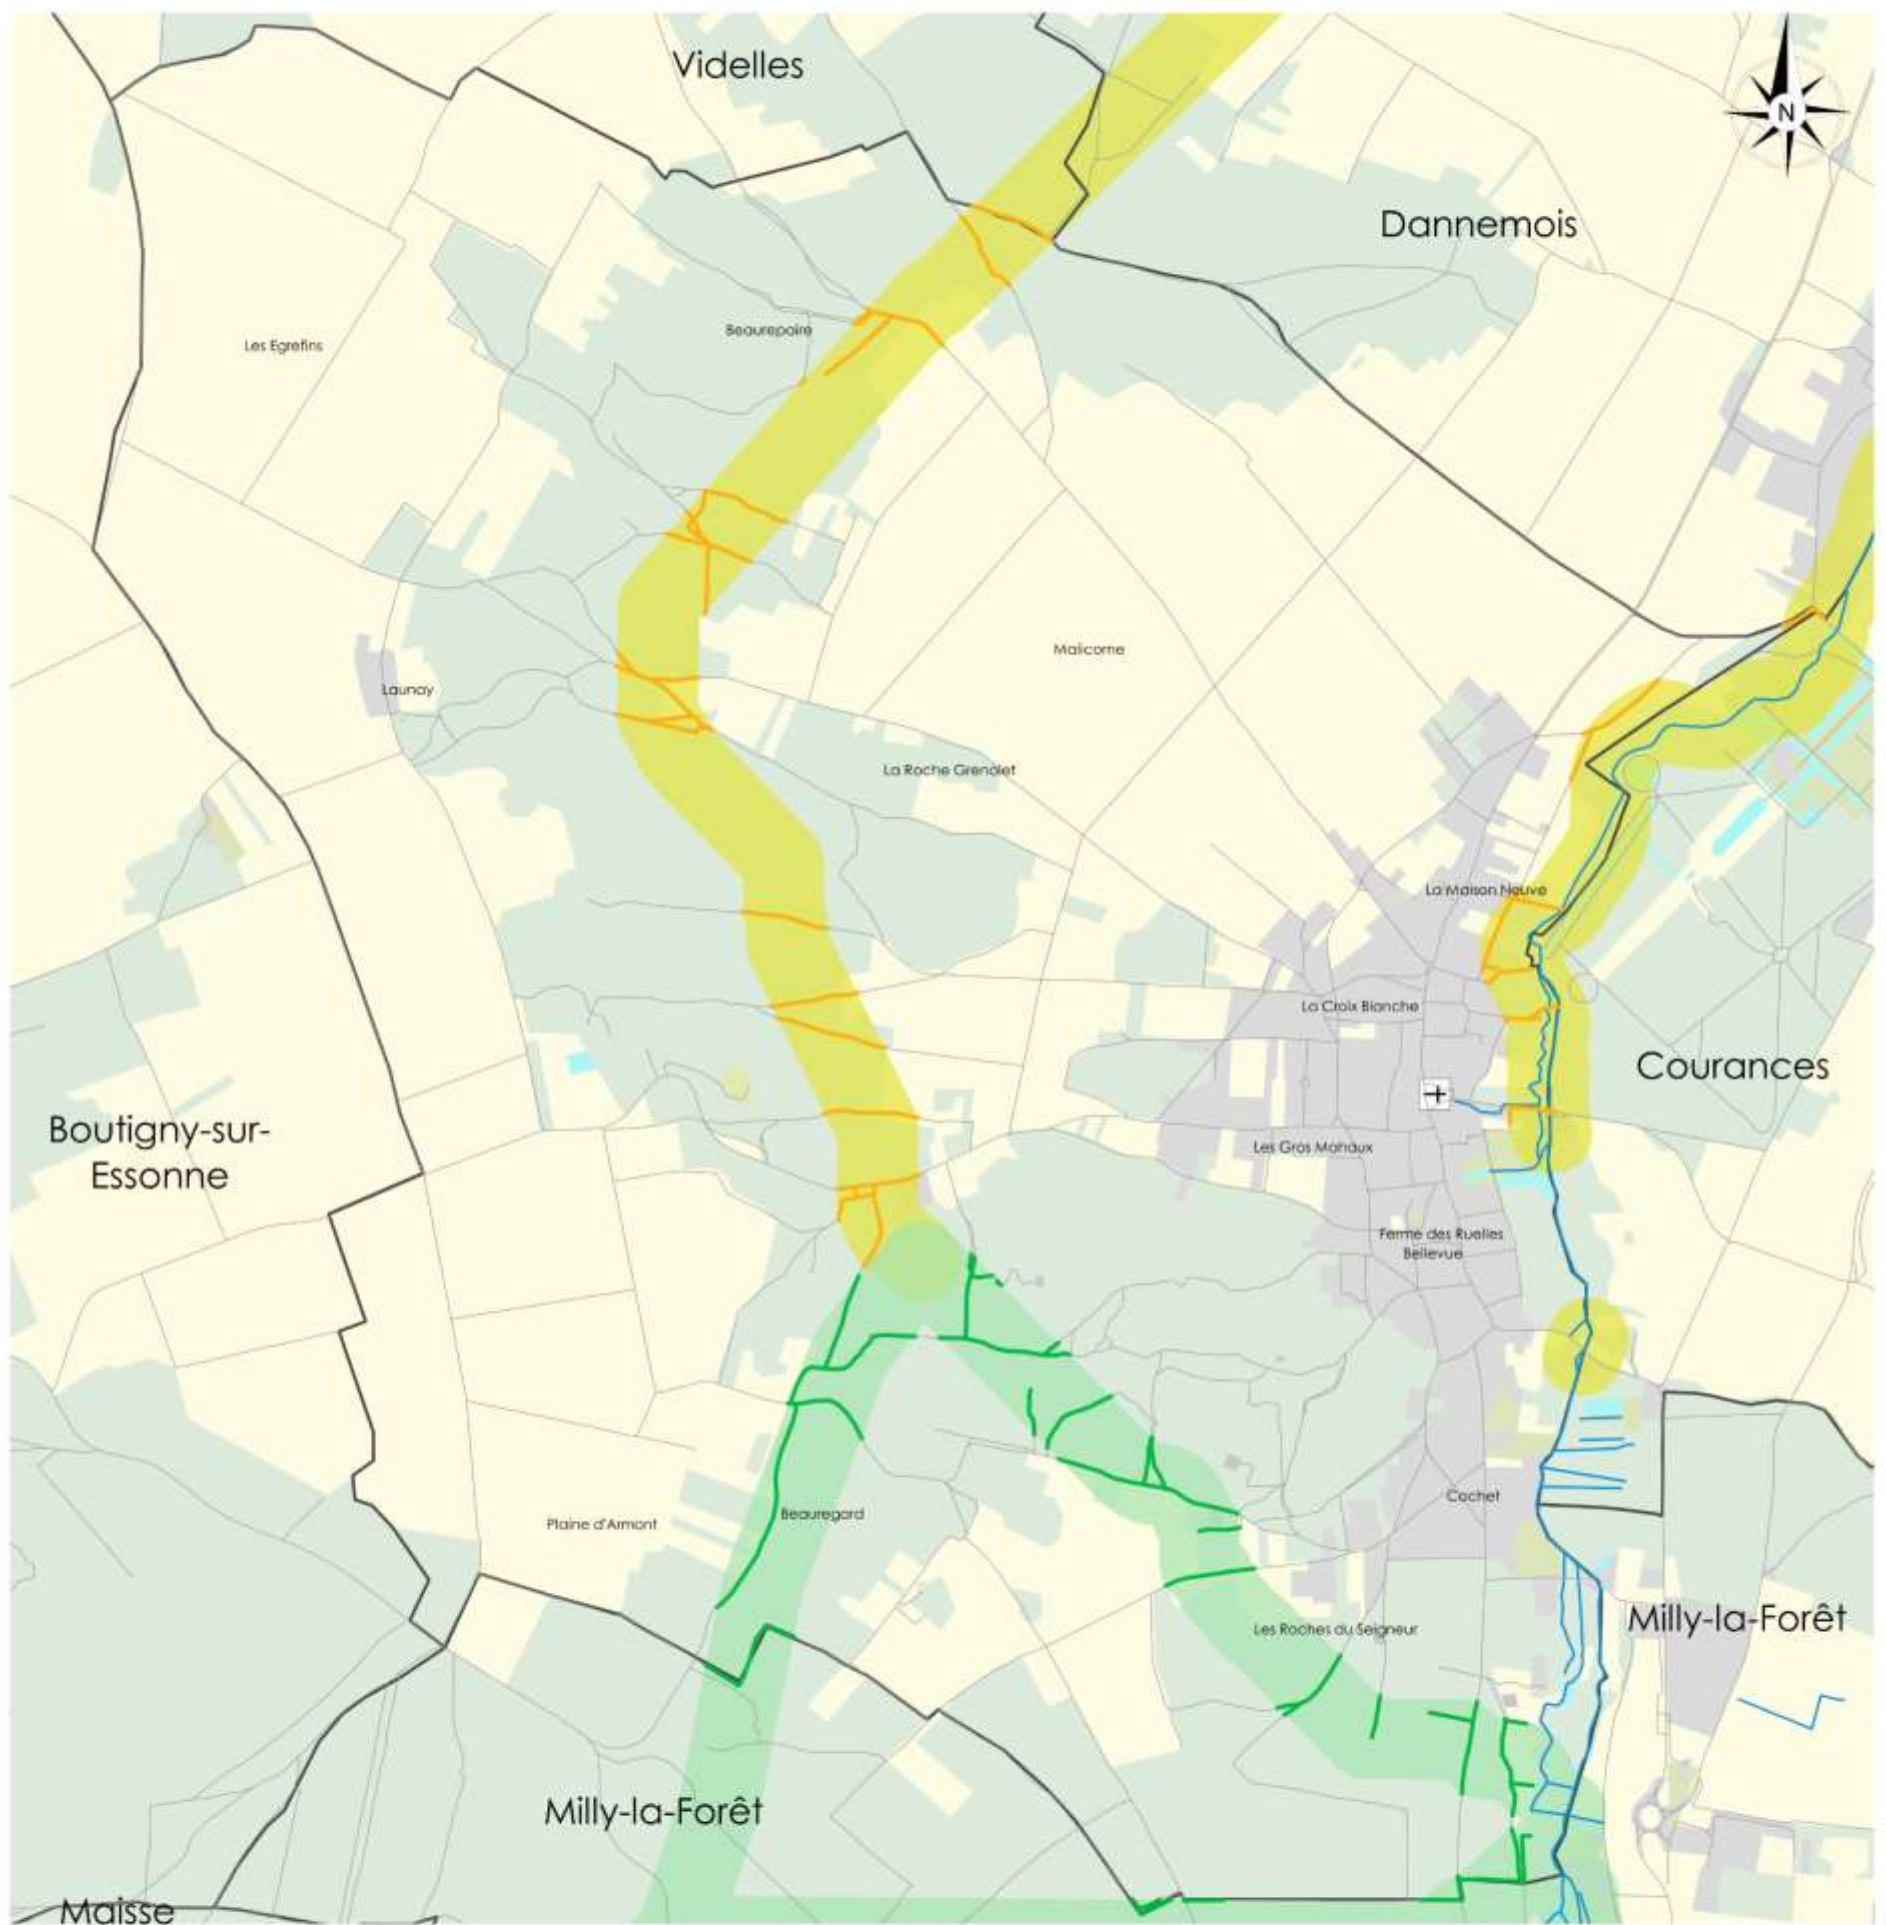 Videlles
N
Dannemois
Beaurepaire
Les Egrefins
Malicorne
Launay
La Roche Grenolet
La Maison Neuve
La Croix Blanche
Courances
Boutigny-sur-
Essonne
Les Gros Mahaux
Ferme des Ruelles
Bellevue
Cochet
Beauregard
Plaine d'Armont
Milly-la-Forêt
Les Roches du Seigneur
Milly-la-Forêt
Maisse